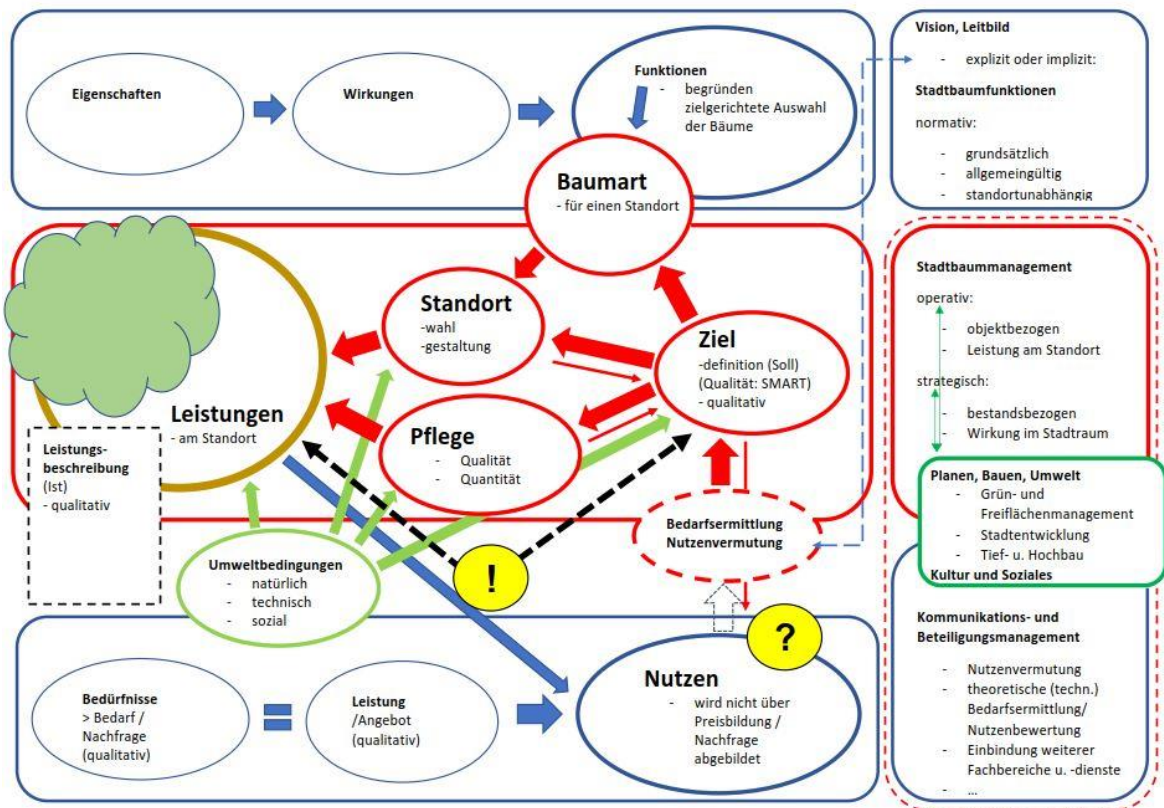 Eigenschaften
Wirkungen
Funktionen
- begründen
zielgerichtete Auswahl
der Bäume
Baumart
- für einen Standort
Standort
-wahl
-gestaltung
Ziel
-definition (Soll)
(Qualität: SMART)
- qualitativ
Leistungen
- am Standort
Pflege
- Qualität
- Quantität
Leistungs-
beschreibung
(Ist)
- qualitativ
Bedarfsermittlung
Nutzenvermutung
Umweltbedingungen
- natürlich
- technisch
- sozial
!
?
Bedürfnisse
> Bedarf /
Nachfrage
(qualitativ)
Leistung
/Angebot
(qualitativ)
Nutzen
- wird nicht über
Preisbildung /
Nachfrage
abgebildet
Vision, Leitbild
- explizit oder implizit:
Stadtbaumfunktionen
normativ:
- grundsätzlich
- allgemeingültig
- standortunabhängig
Stadtbaummanagement
operativ:
- objektbezogen
- Leistung am Standort
strategisch:
- bestandsbezogen
- Wirkung im Stadtraum
Planen, Bauen, Umwelt
- Grün- und
Freiflächenmanagement
- Stadtentwicklung
- Tief- u. Hochbau
Kultur und Soziales
Kommunikations- und
Beteiligungsmanagement
- Nutzenvermutung
- theoretische (techn.)
Bedarfsermittlung/
Nutzenbewertung
- Einbindung weiterer
Fachbereiche u. -dienste
- ...